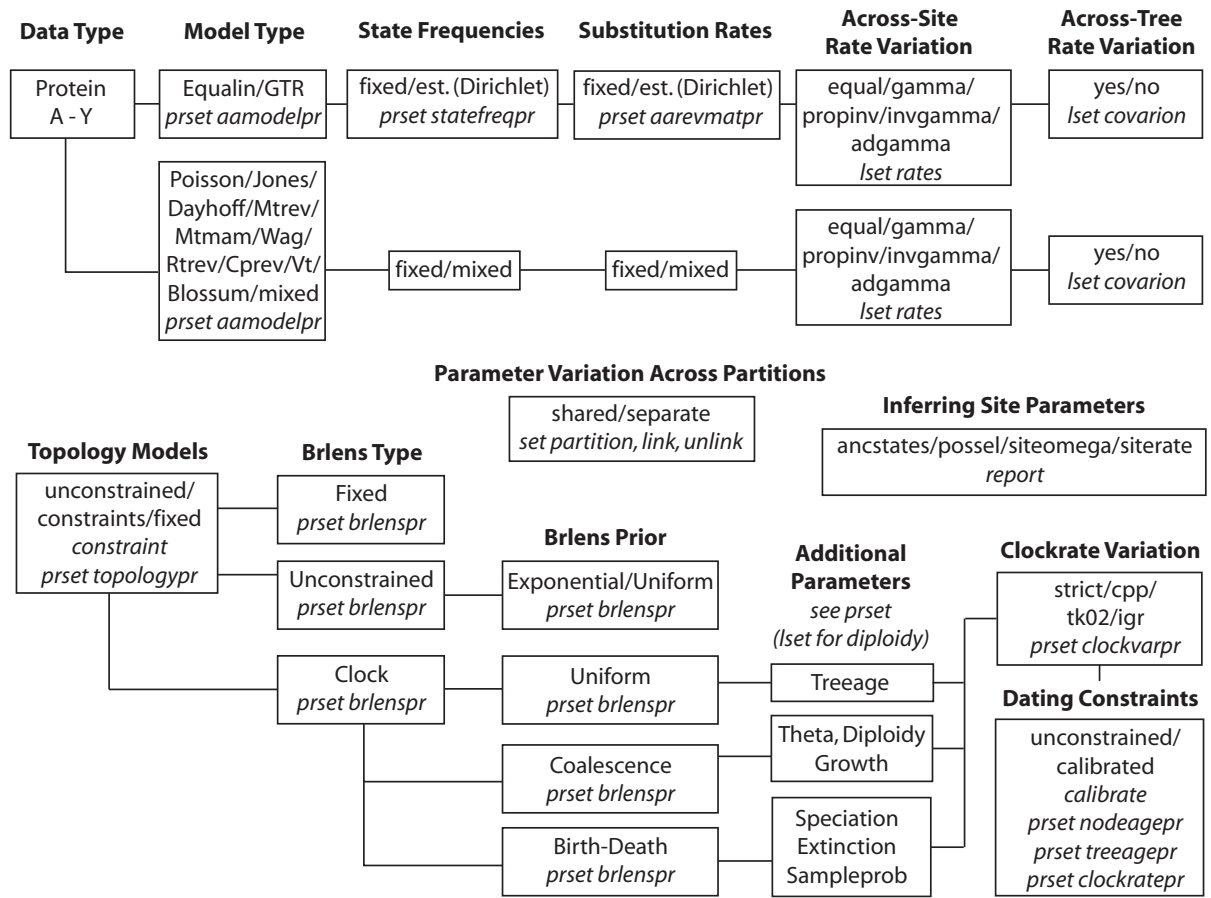 Data Type
Model Type
State Frequencies
Substitution Rates
Across-Site
Rate Variation
Across-Tree
Rate Variation
Protein
A - Y
Equalin/GTR
prset aamodelpr
fixed/est. (Dirichlet)
prset statefreqpr
fixed/est. (Dirichlet)
prset aarevmatpr
equal/gamma/
propinv/invgamma/
adgamma
lset rates
yes/no
lset covarion
Poisson/Jones/
Dayhoff/Mtrev/
Mtmam/Wag/
Rtrev/Cprev/Vt/
Blossum/mixed
prset aamodelpr
fixed/mixed
fixed/mixed
equal/gamma/
propinv/invgamma/
adgamma
lset rates
yes/no
lset covarion
Parameter Variation Across Partitions
shared/separate
set partition, link, unlink
Inferring Site Parameters
ancstates/possel/siteomega/siterate
report
Topology Models
unconstrained/
constraints/fixed
constraint
prset topologypr
Brlens Type
Fixed
prset brlenspr
Unconstrained
prset brlenspr
Clock
prset brlenspr
Brlens Prior
Exponential/Uniform
prset brlenspr
Uniform
prset brlenspr
Coalescence
prset brlenspr
Birth-Death
prset brlenspr
Additional
Parameters
see prset
(lset for diploidy)
Treeage
Theta, Diploidy
Growth
Speciation
Extinction
Sampleprob
Clockrate Variation
strict/cpp/
tk02/igr
prset clockvarpr
Dating Constraints
unconstrained/
calibrated
calibrate
prset nodeagepr
prset treeagepr
prset clockratepr